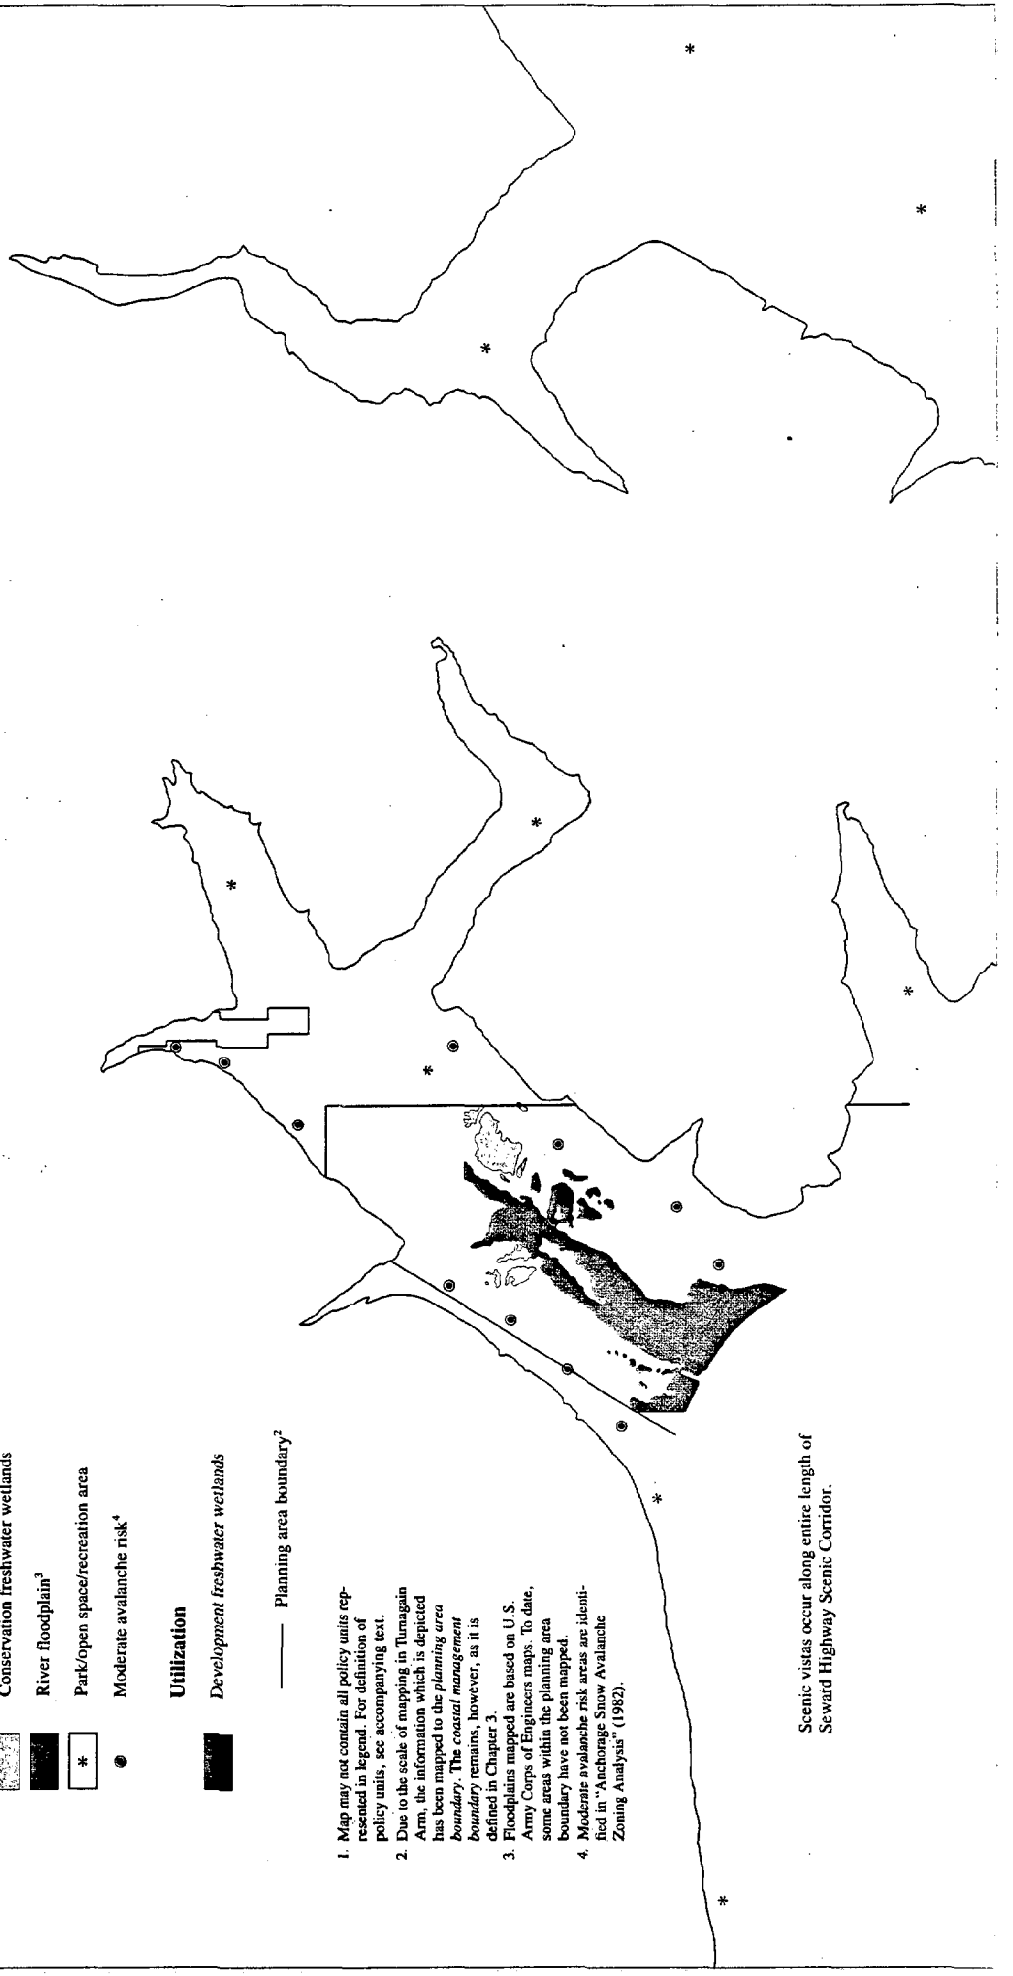 Conservation freshwater wetlands
River floodplain³
* Park/open space/recreation area
Moderate avalanche risk⁴
Utilization
Development freshwater wetlands
Planning area boundary²
1. Map may not contain all policy units rep-
resented in legend. For definition of
policy units, see accompanying text.
2. Due to the scale of mapping in Turnagain
Arm, the information which is depicted
has been mapped to the planning area
boundary. The coastal management
boundary remains, however, as it is
defined in Chapter 3.
3. Floodplains mapped are based on U.S.
Army Corps of Engineers maps. To date,
some areas within the planning area
boundary have not been mapped.
4. Moderate avalanche risk areas are identi-
fied in "Anchorage Snow Avalanche
Zoning Analysis" (1982).
Scenic vistas occur along entire length of
Seward Highway Scenic Corridor.